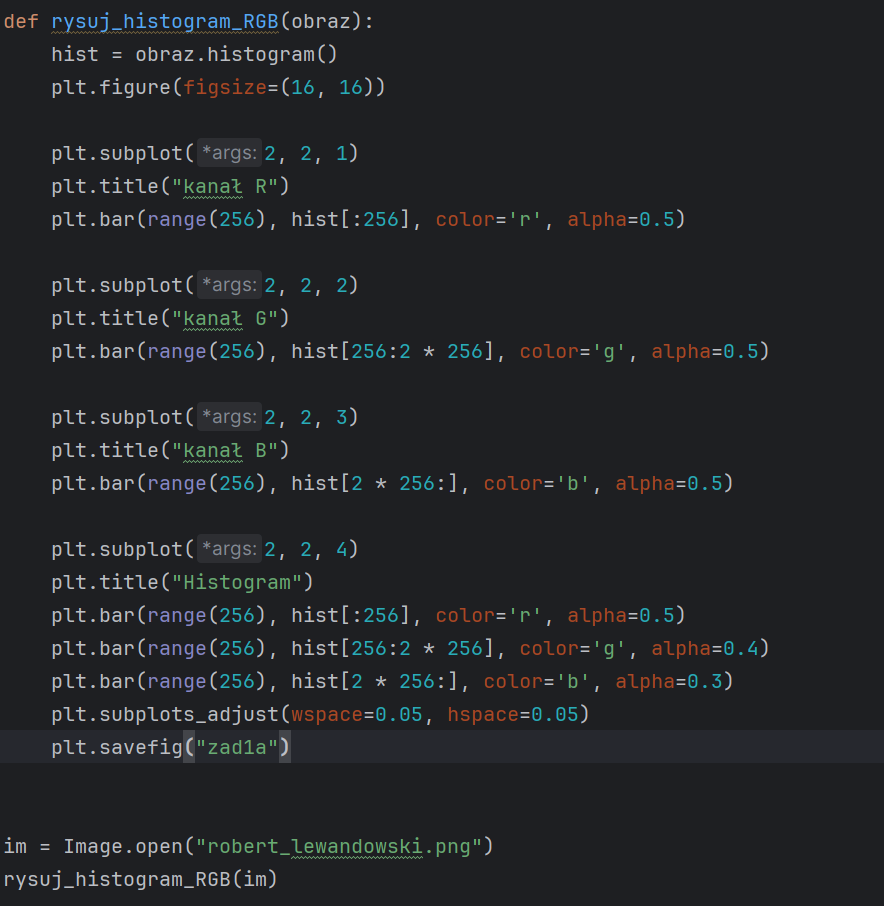 def rysuj_histogram_RGB(obraz):
    hist = obraz.histogram()
    plt.figure(figsize=(16, 16))

    plt.subplot(*args: 2, 2, 1)
    plt.title("kanał R")
    plt.bar(range(256), hist[:256], color='r', alpha=0.5)

    plt.subplot(*args: 2, 2, 2)
    plt.title("kanał G")
    plt.bar(range(256), hist[256:2 * 256], color='g', alpha=0.5)

    plt.subplot(*args: 2, 2, 3)
    plt.title("kanał B")
    plt.bar(range(256), hist[2 * 256:], color='b', alpha=0.5)

    plt.subplot(*args: 2, 2, 4)
    plt.title("Histogram")
    plt.bar(range(256), hist[:256], color='r', alpha=0.5)
    plt.bar(range(256), hist[256:2 * 256], color='g', alpha=0.4)
    plt.bar(range(256), hist[2 * 256:], color='b', alpha=0.3)
    plt.subplots_adjust(wspace=0.05, hspace=0.05)
    plt.savefig("zad1a")

im = Image.open("robert_lewandowski.png")
rysuj_histogram_RGB(im)